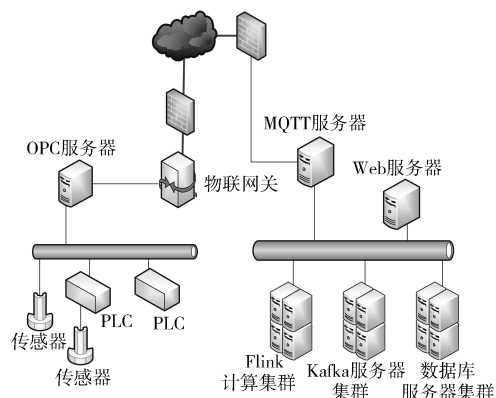 MQTT服务器
OPC服务器
物联网关
Web服务器
PLC
PLC
传感器
传感器
Flink
计算集群
Kafka服务器
集群
数据库
服务器集群